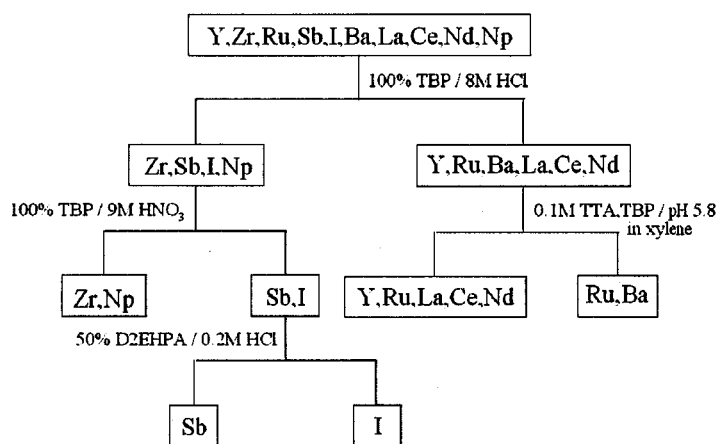 Y,Zr,Ru,Sb,I,Ba,La,Ce,Nd,Np
100% TBP / 8M HCl
Zr,Sb,I,Np
Y,Ru,Ba,La,Ce,Nd
100% TBP / 9M HNO₃
0.1M TTA,TBP / pH 5.8
in xylene
Zr,Np
Sb,I
Y,Ru,La,Ce,Nd
Ru,Ba
50% D2EHPA / 0.2M HCl
Sb
I